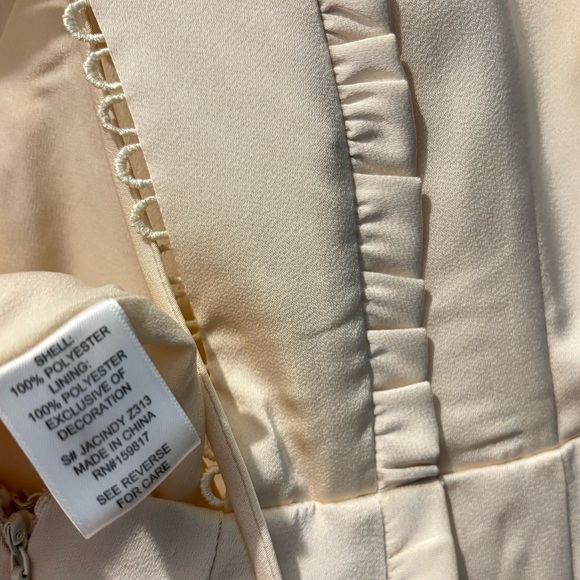 SHELL:
100% POLYESTER
LINING:
100% POLYESTER
EXCLUSIVE OF
DECORATION
S# JACINDY Z313
MADE IN CHINA
RN#159817
SEE REVERSE
FOR CARE